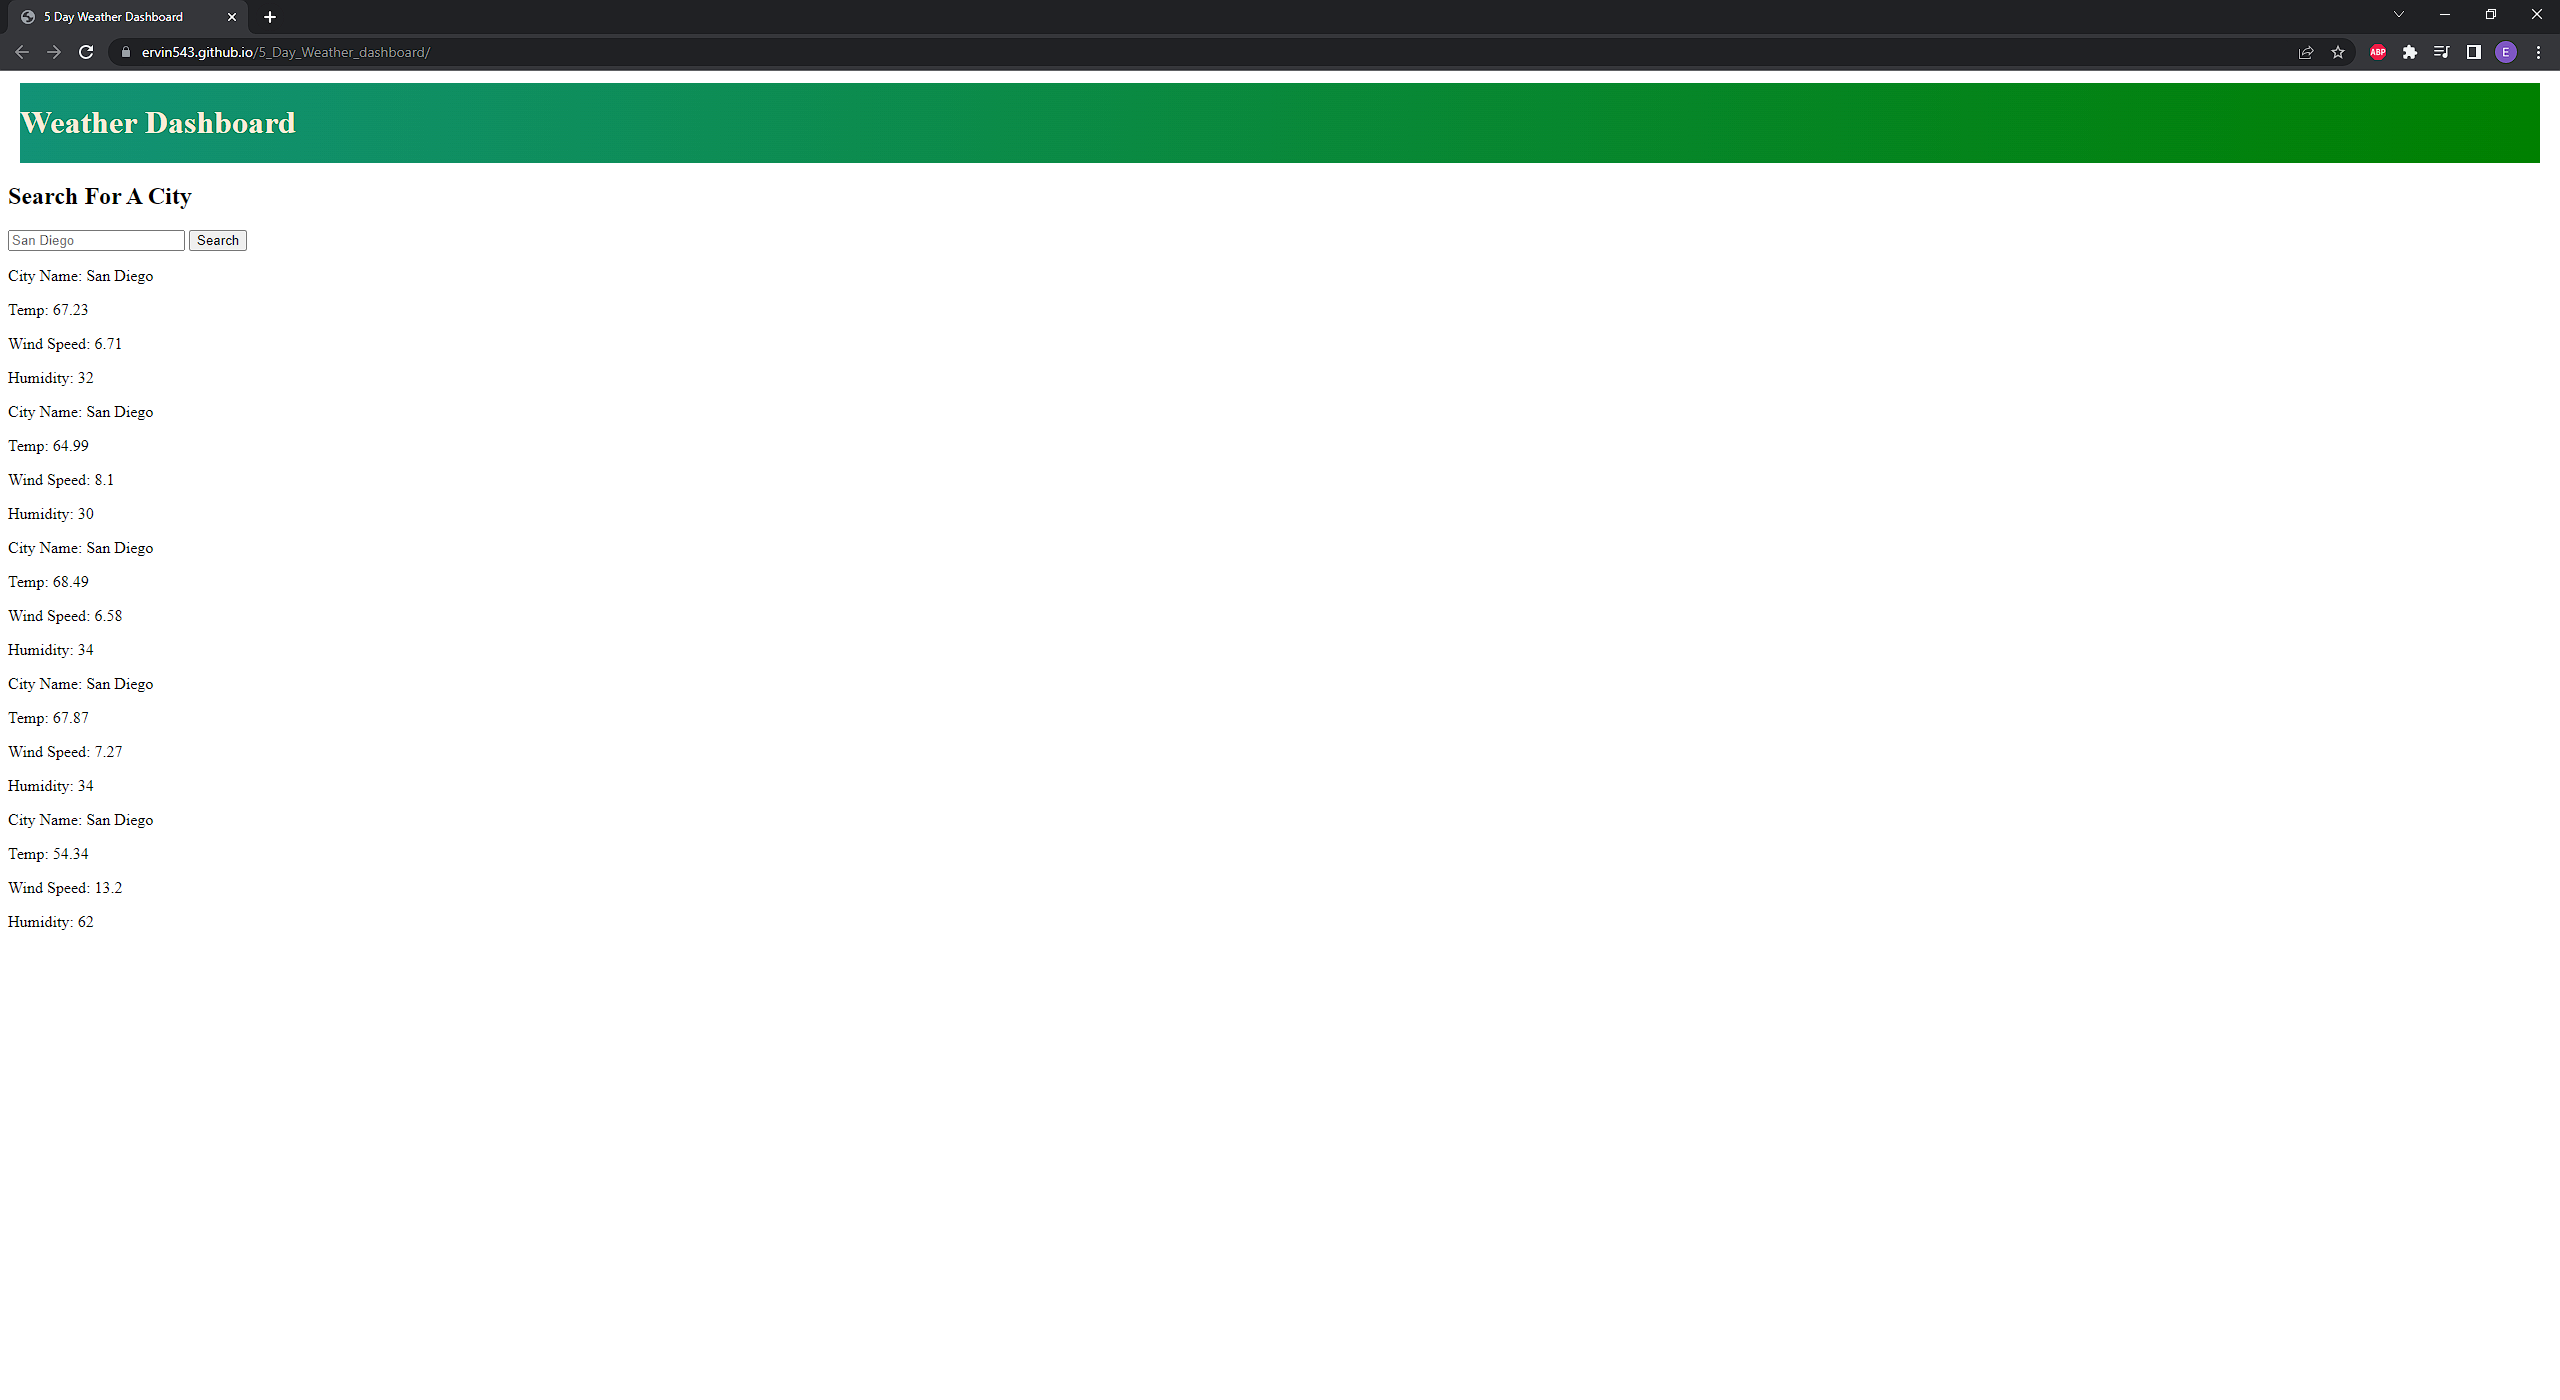 5 Day Weather Dashboard
ervin543.github.io/5_Day_Weather_dashboard/
ABP
E
Weather Dashboard
Search For A City
San Diego Search
City Name: San Diego
Temp: 67.23
Wind Speed: 6.71
Humidity: 32
City Name: San Diego
Temp: 64.99
Wind Speed: 8.1
Humidity: 30
City Name: San Diego
Temp: 68.49
Wind Speed: 6.58
Humidity: 34
City Name: San Diego
Temp: 67.87
Wind Speed: 7.27
Humidity: 34
City Name: San Diego
Temp: 54.34
Wind Speed: 13.2
Humidity: 62